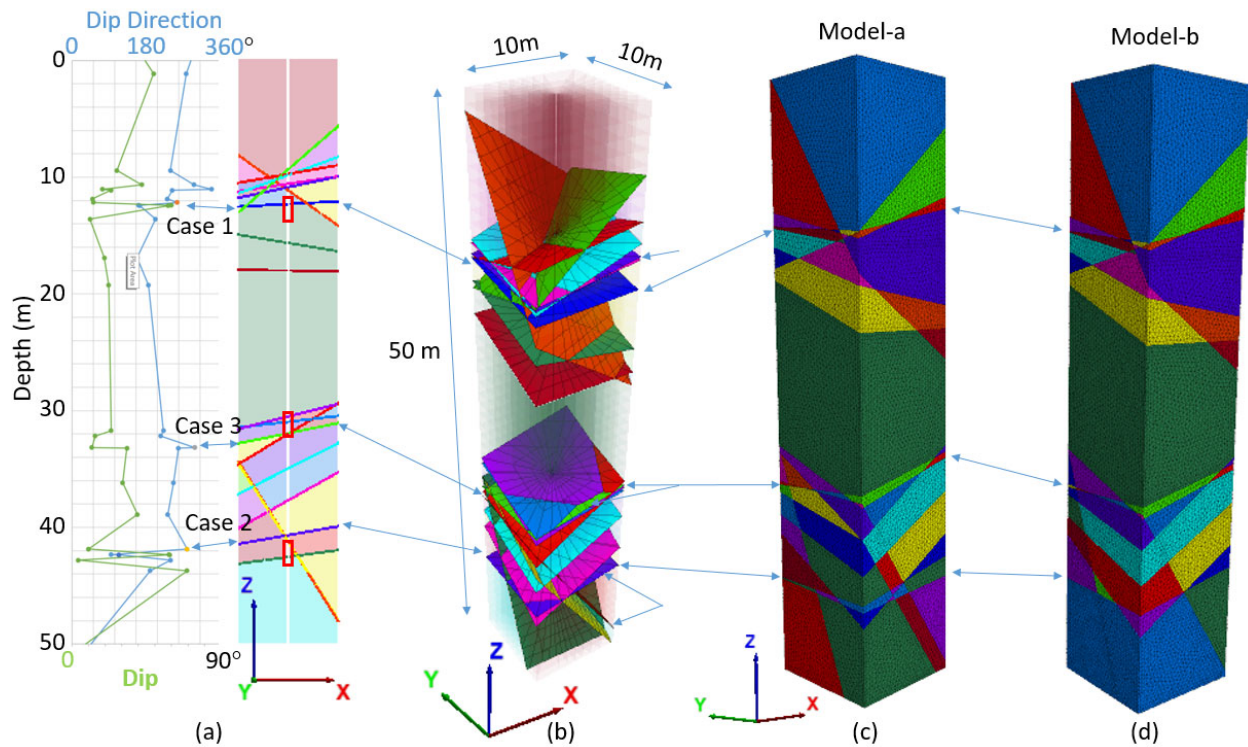 Dip Direction
0 180 360°
0
10
20
30
40
50
Depth (m)
Case 1
Plot Area
Case 3
Case 2
0 90°
Dip
Z
Y X
(a)
10m 10m
50 m
Z
Y X
(b)
Model-a
Z
Y X
(c)
Model-b
(d)